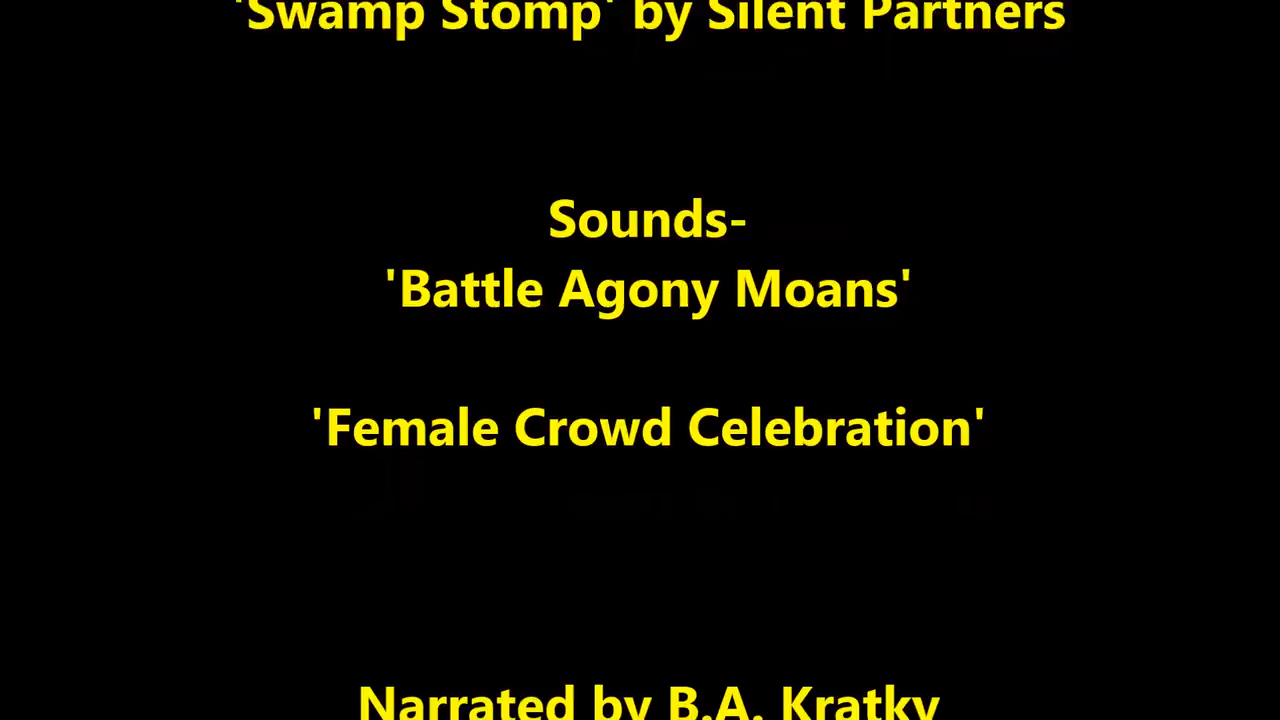 'Swamp Stomp' by Silent Partners
Sounds-
'Battle Agony Moans'
'Female Crowd Celebration'
Narrated by B.A. Kratky